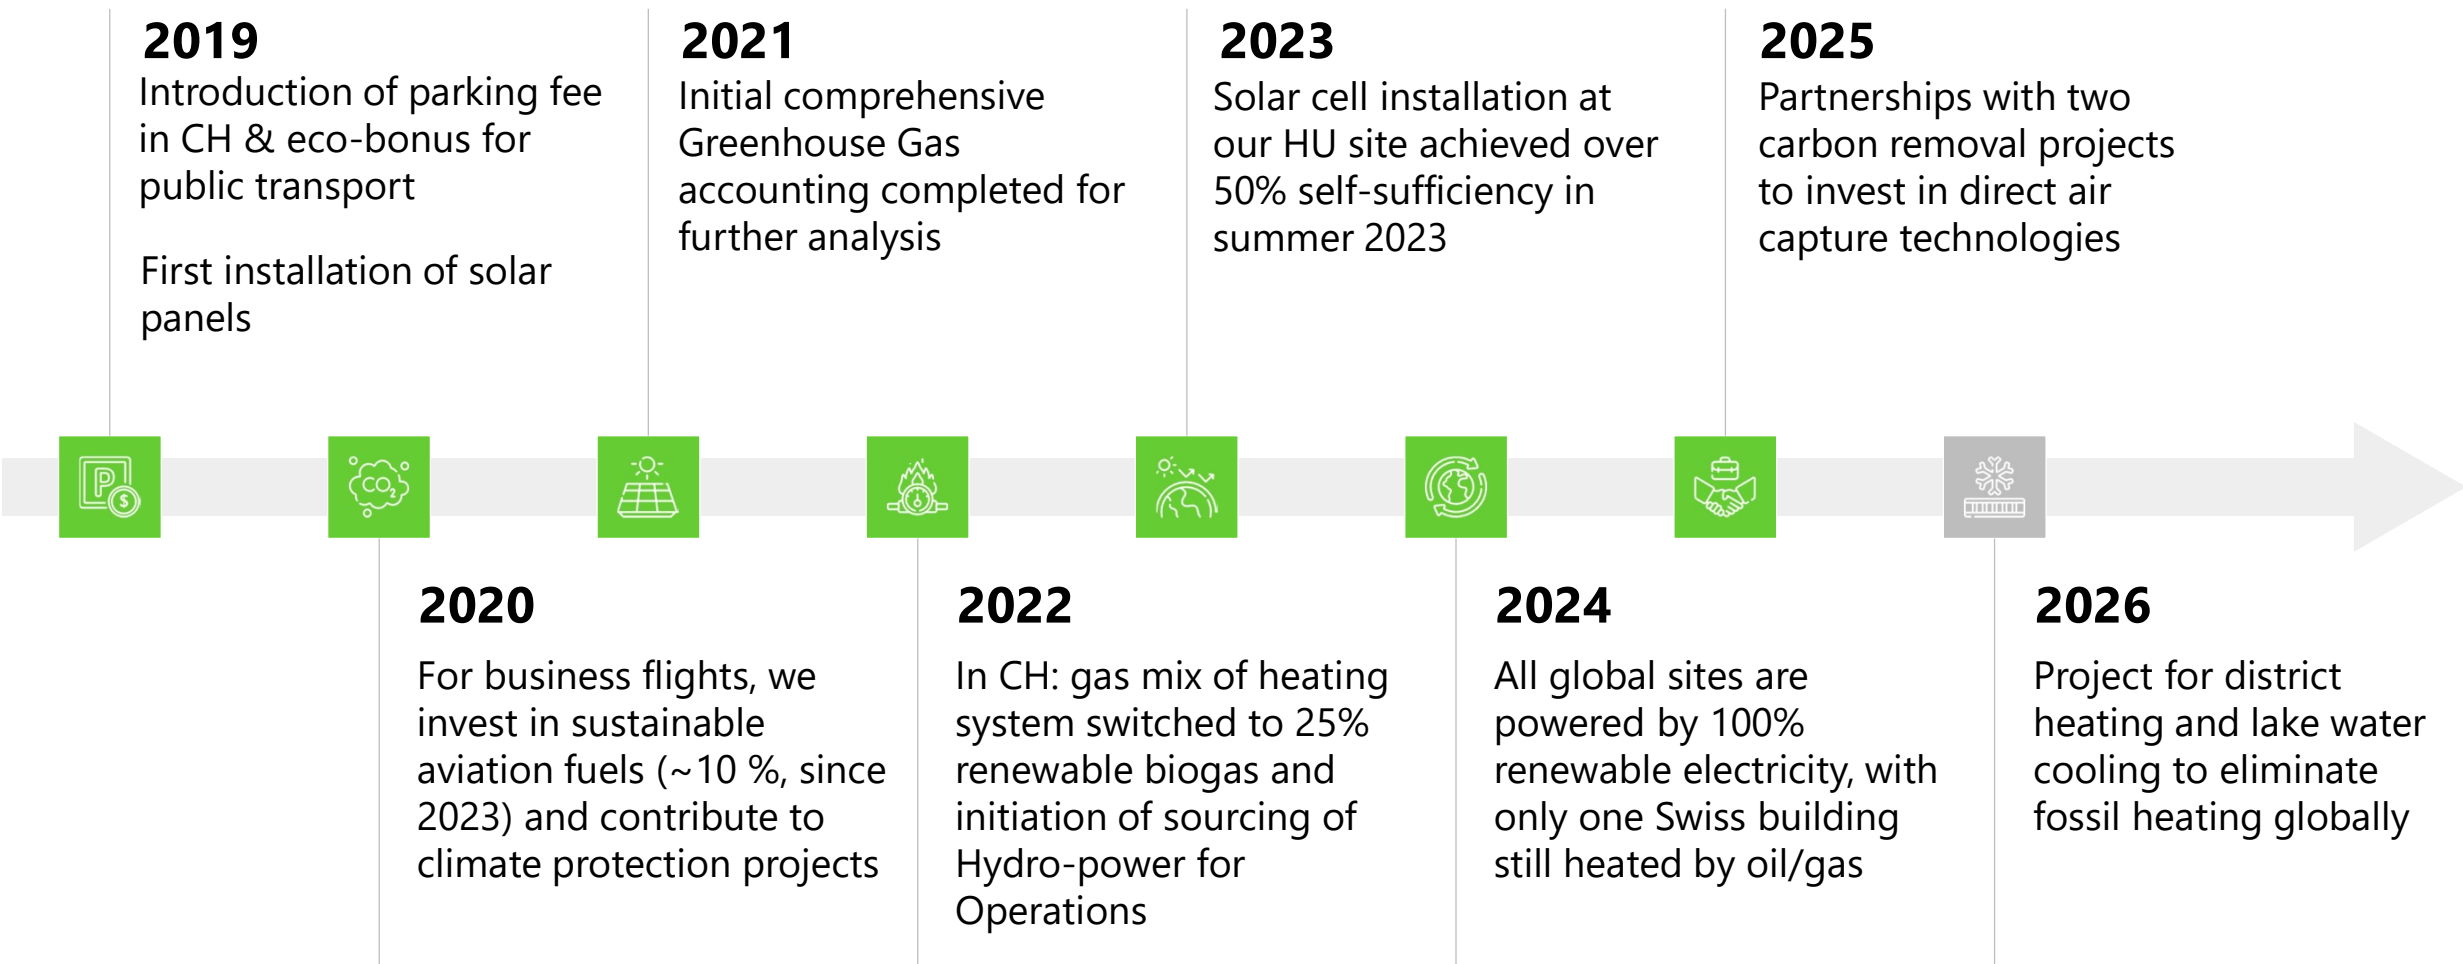 2019
Introduction of parking fee
in CH & eco-bonus for
public transport
First installation of solar
panels
2021
Initial comprehensive
Greenhouse Gas
accounting completed for
further analysis
2023
Solar cell installation at
our HU site achieved over
50% self-sufficiency in
summer 2023
2025
Partnerships with two
carbon removal projects
to invest in direct air
capture technologies
P
$
CO2
2020
For business flights, we
invest in sustainable
aviation fuels (~10 %, since
2023) and contribute to
climate protection projects
2022
In CH: gas mix of heating
system switched to 25%
renewable biogas and
initiation of sourcing of
Hydro-power for
Operations
2024
All global sites are
powered by 100%
renewable electricity, with
only one Swiss building
still heated by oil/gas
2026
Project for district
heating and lake water
cooling to eliminate
fossil heating globally